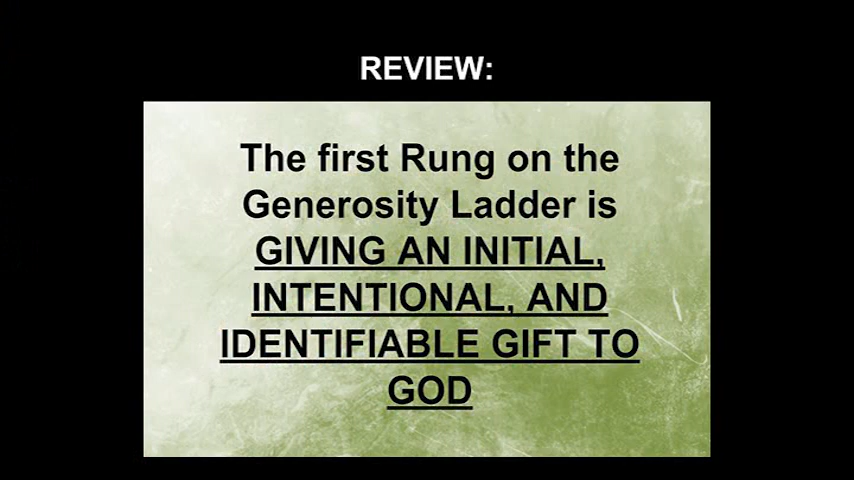 REVIEW:
The first Rung on the
Generosity Ladder is
GIVING AN INITIAL,
INTENTIONAL, AND
IDENTIFIABLE GIFT TO
GOD